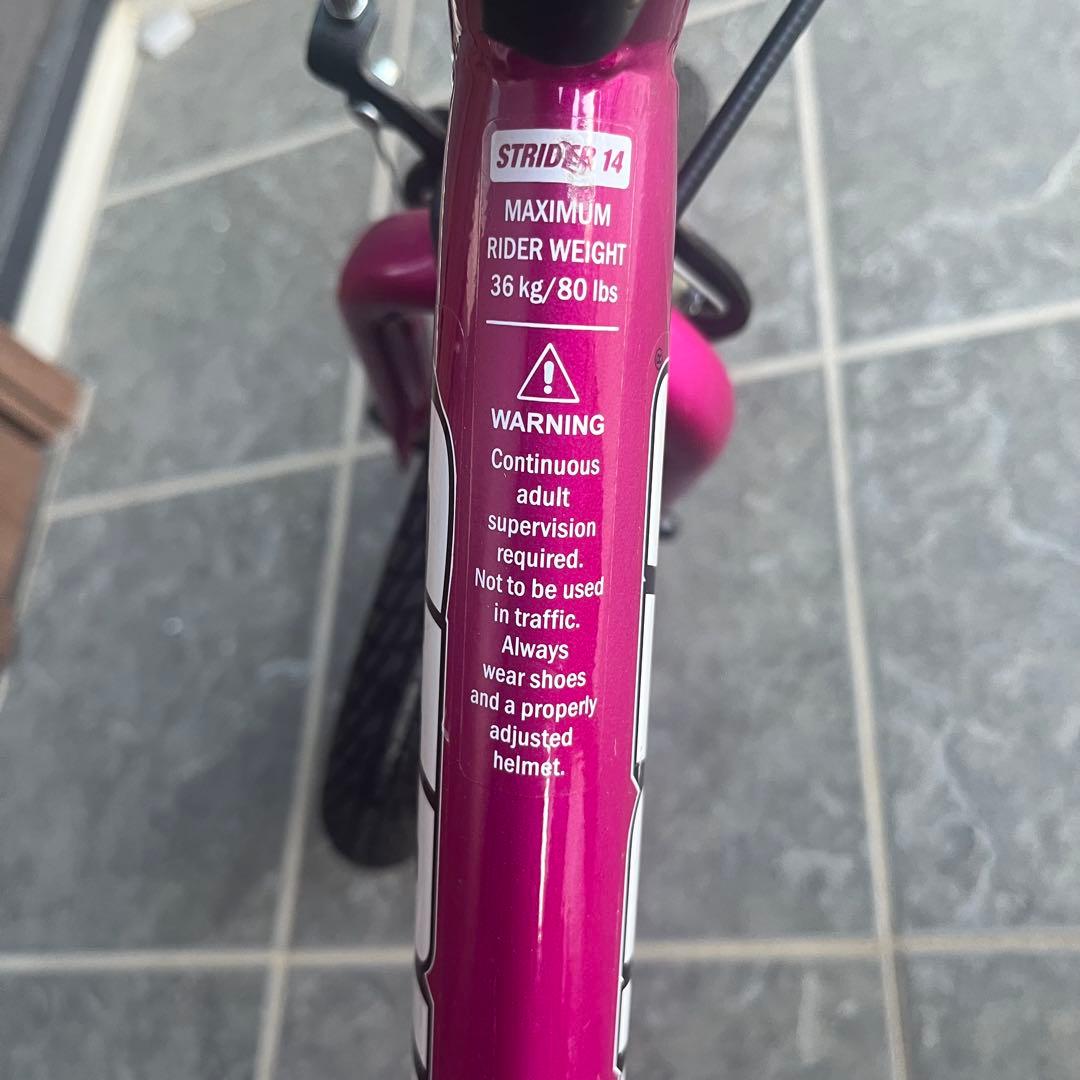 STRIDER 14
MAXIMUM
RIDER WEIGHT
36 kg/80 lbs
WARNING
Continuous
adult
supervision
required.
Not to be used
in traffic.
Always
wear shoes
and a properly
adjusted
helmet.